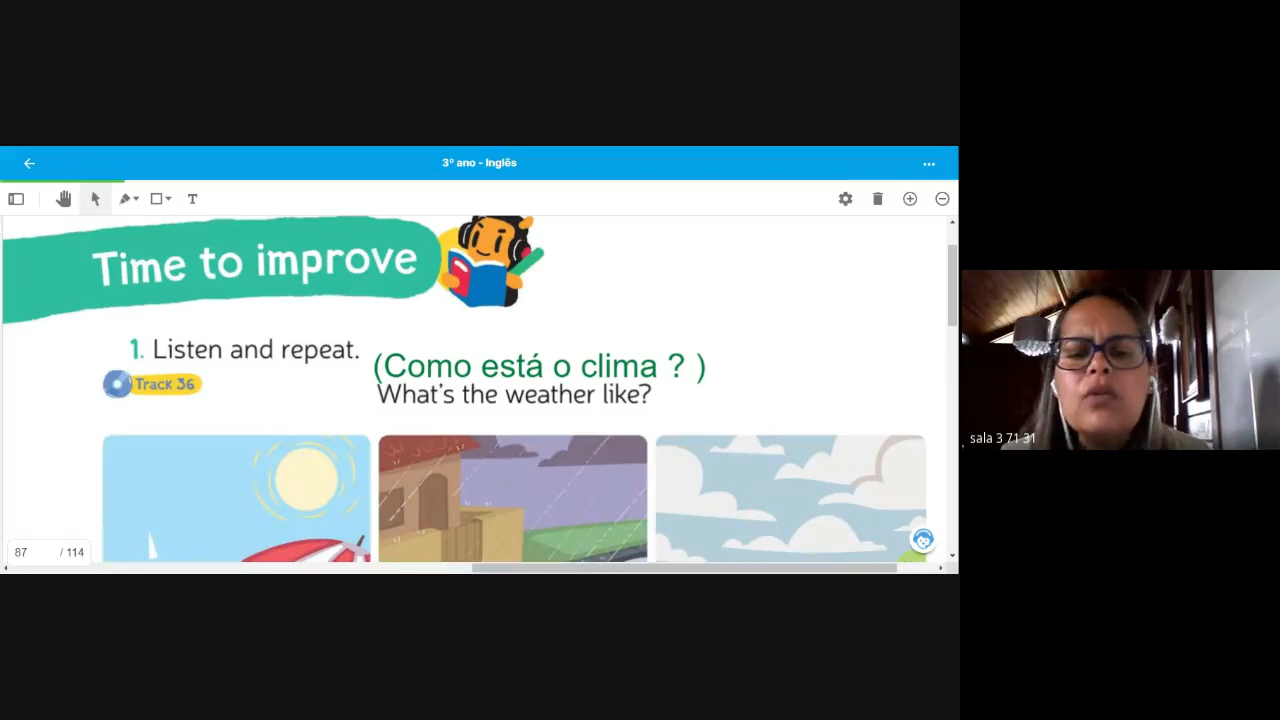 3º ano - Inglês
T
Time to improve
1. Listen and repeat.
Track 36
(Como está o clima ? )
What's the weather like?
87 / 114
sala 3 71 31